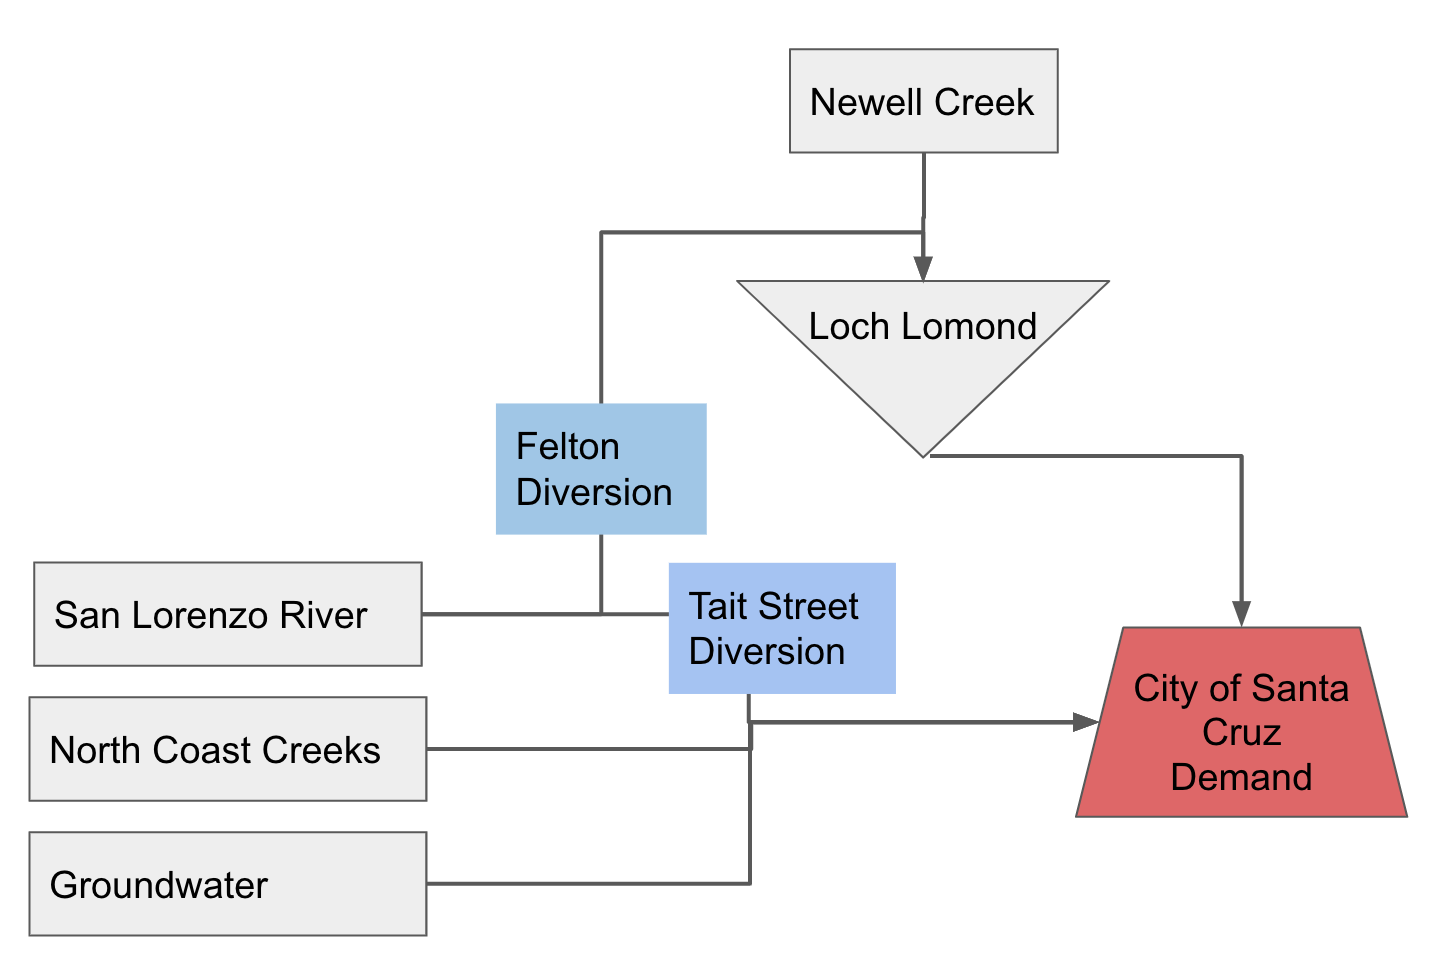 Newell Creek
Loch Lomond
Felton
Diversion
San Lorenzo River
Tait Street
Diversion
North Coast Creeks
City of Santa
Cruz
Demand
Groundwater